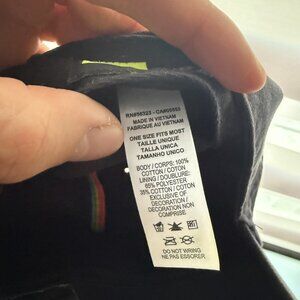 RN#56323 - CA#05553
MADE IN VIETNAM
FABRIQUÉ AU VIETNAM
ONE SIZE FITS MOST
TAILLE UNIQUE
TALLA UNICA
TAMANHO UNICO
BODY / CORPS: 100%
COTTON / COTON
LINING / DOUBLURE:
65% POLYESTER
35% COTTON / COTON
EXCLUSIVE OF
DECORATION /
DECORATION NON
COMPRISE
DO NOT WRING
NE PAS ESSORER